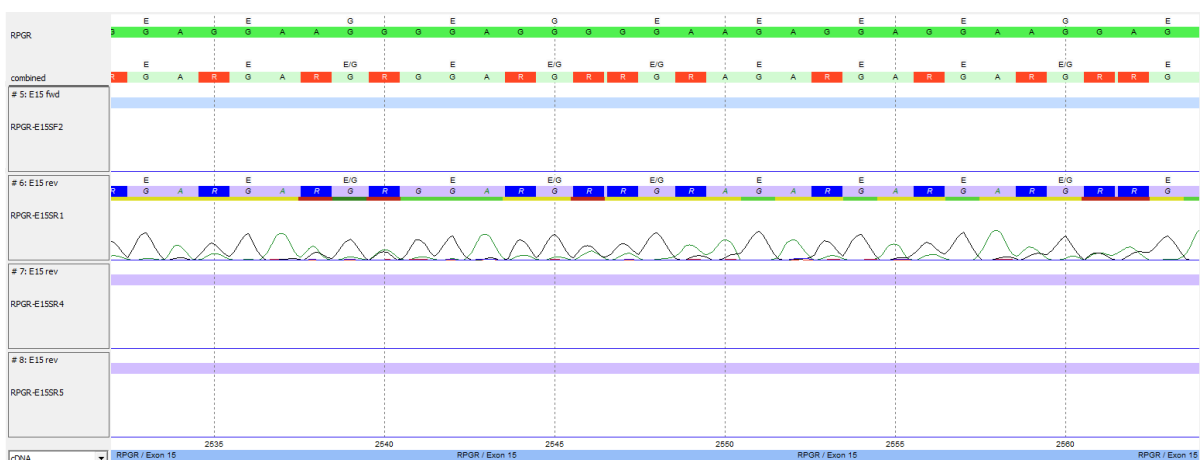 E E G E G E E E E G E
RPGR G G A G G A A G G G G A G G G G G A A G A G G A G G A A G G A G
E E E/G E E/G E/G E E E E/G E
combined R G A R G A R G R G G A R G R R G R A G A R G A R G A R G R R G
# 5: E15 fwd
RPGR-E15SF2
# 6: E15 rev E E E/G E E/G E/G E E E E/G E
R G A R G A R G R G G A R G R R G R A G A R G A R G A R G R R G
RPGR-E15SR1
# 7: E15 rev
RPGR-E15SR4
# 8: E15 rev
RPGR-E15SR5
2535 2540 2545 2550 2555 2560
cDNA RPGR / Exon 15 RPGR / Exon 15 RPGR / Exon 15 RPGR / Exon 15